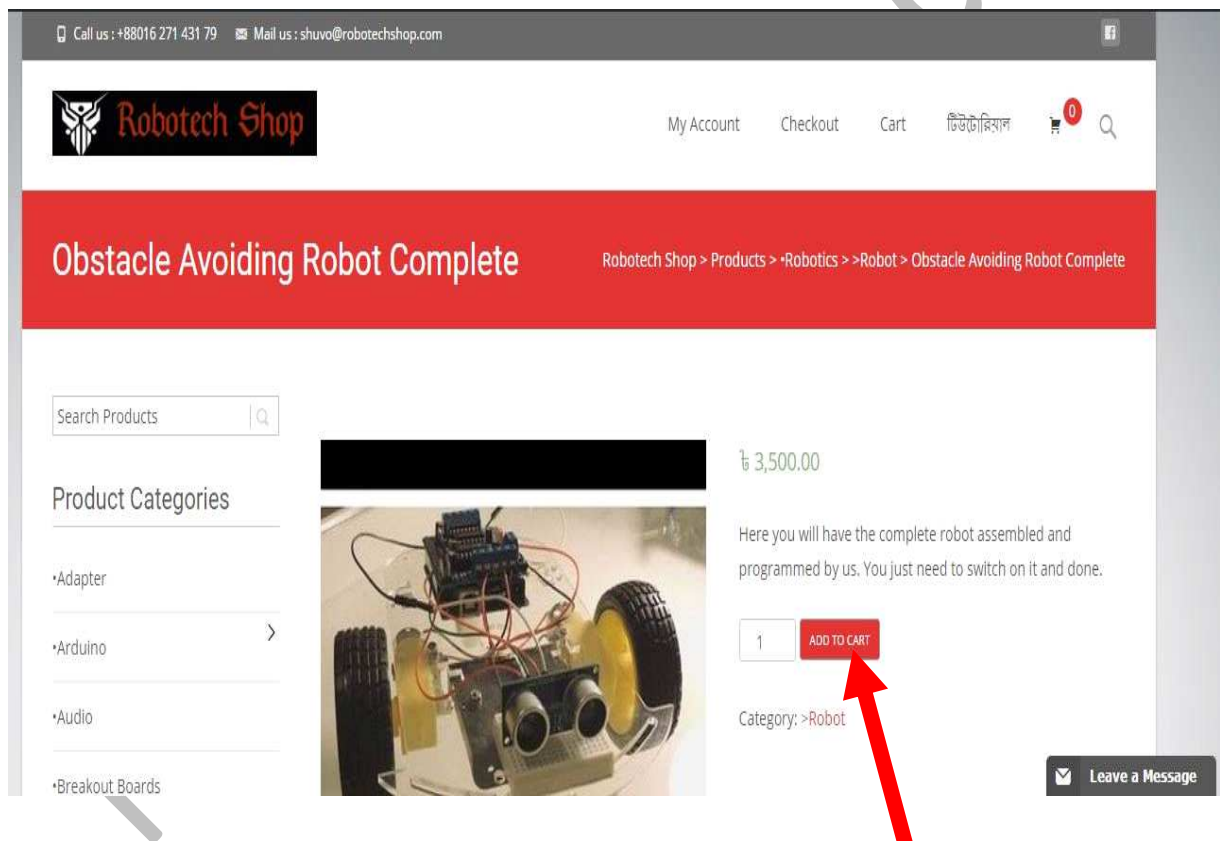 Call us : +88016 271 431 79 Mail us : shuvo@robotechshop.com
Robotech Shop
My Account Checkout Cart টিউটোরিয়াল 0
Obstacle Avoiding Robot Complete
Robotech Shop > Products > •Robotics > >Robot > Obstacle Avoiding Robot Complete
Search Products
Product Categories
•Adapter
•Arduino
•Audio
•Breakout Boards
৳ 3,500.00
Here you will have the complete robot assembled and
programmed by us. You just need to switch on it and done.
1 ADD TO CART
Category: >Robot
Leave a Message